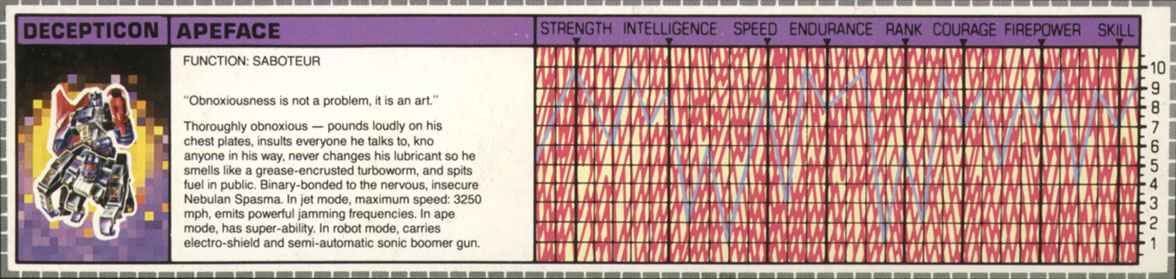 DECEPTICON
APEFACE
STRENGTH INTELLIGENCE SPEED ENDURANCE RANK COURAGE FIREPOWER SKILL
FUNCTION: SABOTEUR
"Obnoxiousness is not a problem, it is an art."
Thoroughly obnoxious — pounds loudly on his
chest plates, insults everyone he talks to, kno
anyone in his way, never changes his lubricant so he
smells like a grease-encrusted turboworm, and spits
fuel in public. Binary-bonded to the nervous, insecure
Nebulan Spasma. In jet mode, maximum speed: 3250
mph, emits powerful jamming frequencies. In ape
mode, has super-ability. In robot mode, carries
electro-shield and semi-automatic sonic boomer gun.
10
9
8
7
6
5
4
3
2
1